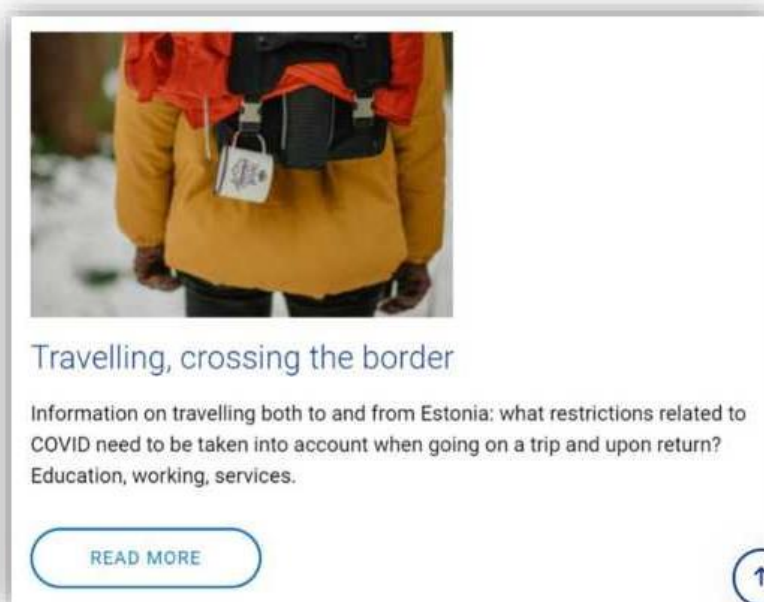 Travelling, crossing the border
Information on travelling both to and from Estonia: what restrictions related to
COVID need to be taken into account when going on a trip and upon return?
Education, working, services.
READ MORE